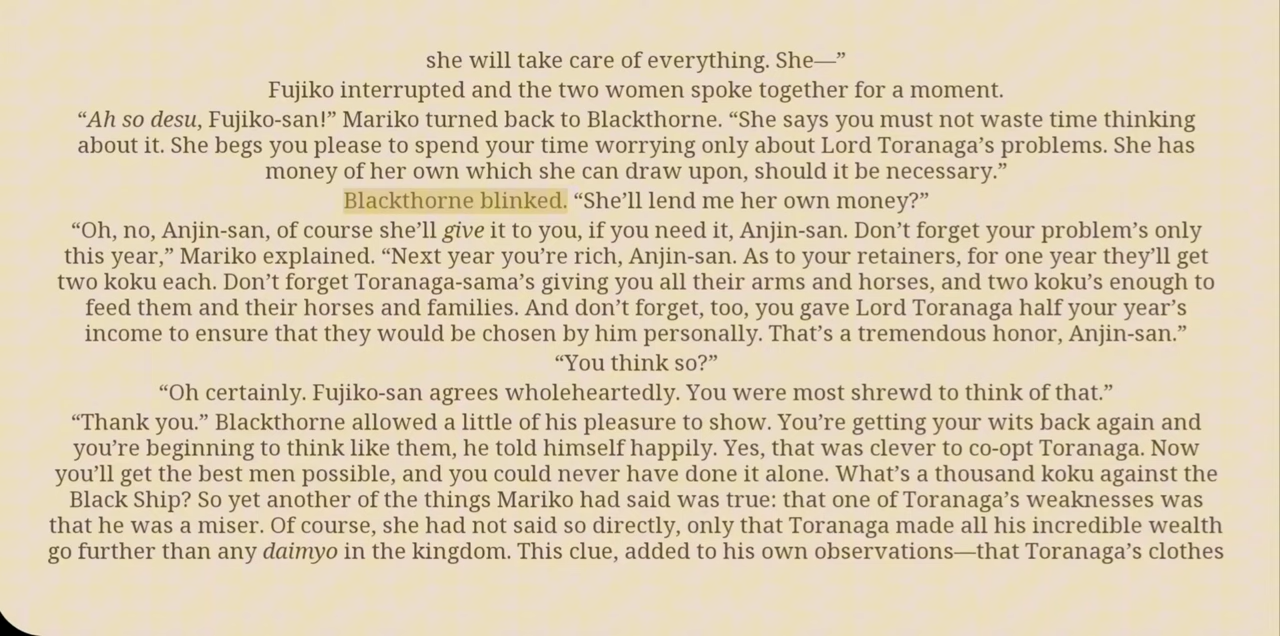 she will take care of everything. She—”
Fujiko interrupted and the two women spoke together for a moment.
“Ah so desu, Fujiko-san!” Mariko turned back to Blackthorne. “She says you must not waste time thinking
about it. She begs you please to spend your time worrying only about Lord Toranaga’s problems. She has
money of her own which she can draw upon, should it be necessary.”
Blackthorne blinked. “She’ll lend me her own money?”
“Oh, no, Anjin-san, of course she’ll give it to you, if you need it, Anjin-san. Don’t forget your problem’s only
this year,” Mariko explained. “Next year you’re rich, Anjin-san. As to your retainers, for one year they’ll get
two koku each. Don’t forget Toranaga-sama’s giving you all their arms and horses, and two koku’s enough to
feed them and their horses and families. And don’t forget, too, you gave Lord Toranaga half your year’s
income to ensure that they would be chosen by him personally. That’s a tremendous honor, Anjin-san.”
“You think so?”
“Oh certainly. Fujiko-san agrees wholeheartedly. You were most shrewd to think of that.”
“Thank you.” Blackthorne allowed a little of his pleasure to show. You’re getting your wits back again and
you’re beginning to think like them, he told himself happily. Yes, that was clever to co-opt Toranaga. Now
you’ll get the best men possible, and you could never have done it alone. What’s a thousand koku against the
Black Ship? So yet another of the things Mariko had said was true: that one of Toranaga’s weaknesses was
that he was a miser. Of course, she had not said so directly, only that Toranaga made all his incredible wealth
go further than any daimyo in the kingdom. This clue, added to his own observations—that Toranaga’s clothes